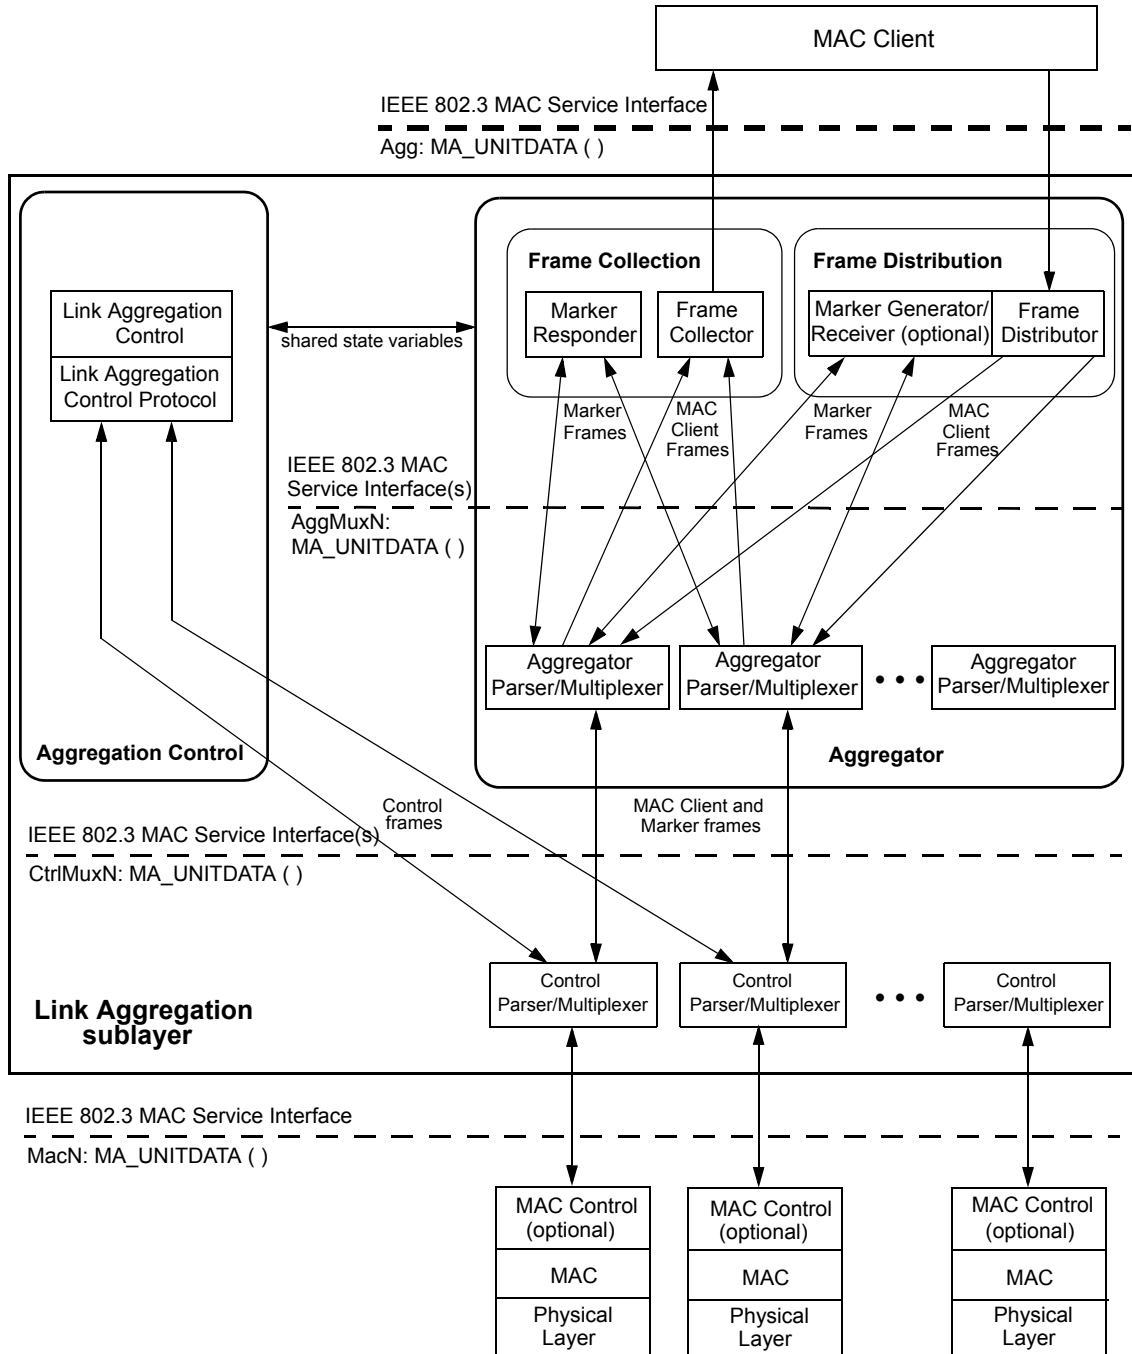 MAC Client
IEEE 802.3 MAC Service Interface
Agg: MA_UNITDATA ( )
Frame Collection
Frame Distribution
Link Aggregation
Control
Link Aggregation
Control Protocol
shared state variables
Marker
Responder
Frame
Collector
Marker Generator/
Receiver (optional)
Frame
Distributor
Marker
Frames
MAC
Client
Frames
Marker
Frames
MAC
Client
Frames
IEEE 802.3 MAC
Service Interface(s)
AggMuxN:
MA_UNITDATA ( )
Aggregator
Parser/Multiplexer
Aggregator
Parser/Multiplexer
• • •
Aggregator
Parser/Multiplexer
Aggregation Control
Aggregator
Control
frames
MAC Client and
Marker frames
IEEE 802.3 MAC Service Interface(s)
CtrlMuxN: MA_UNITDATA ( )
Control
Parser/Multiplexer
Control
Parser/Multiplexer
• • •
Control
Parser/Multiplexer
Link Aggregation
sublayer
IEEE 802.3 MAC Service Interface
MacN: MA_UNITDATA ( )
MAC Control
(optional)
MAC
Physical
Layer
MAC Control
(optional)
MAC
Physical
Layer
MAC Control
(optional)
MAC
Physical
Layer